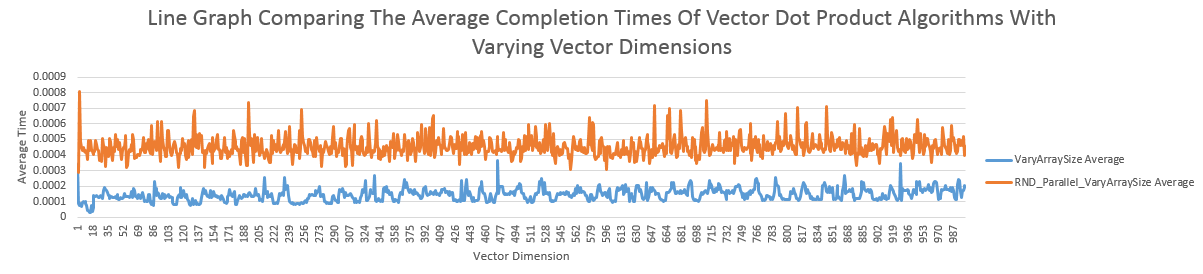 Line Graph Comparing The Average Completion Times Of Vector Dot Product Algorithms With
Varying Vector Dimensions
0.0009
0.0008
0.0007
0.0006
0.0005
0.0004
0.0003
0.0002
0.0001
0
Average Time
VaryArraySize Average
RND_Parallel_VaryArraySize Average
1 18 35 52 69 86 103 120 137 154 171 188 205 222 239 256 273 290 307 324 341 358 375 392 409 426 443 460 477 494 511 528 545 562 579 596 613 630 647 664 681 698 715 732 749 766 783 800 817 834 851 868 885 902 919 936 953 970 987
Vector Dimension